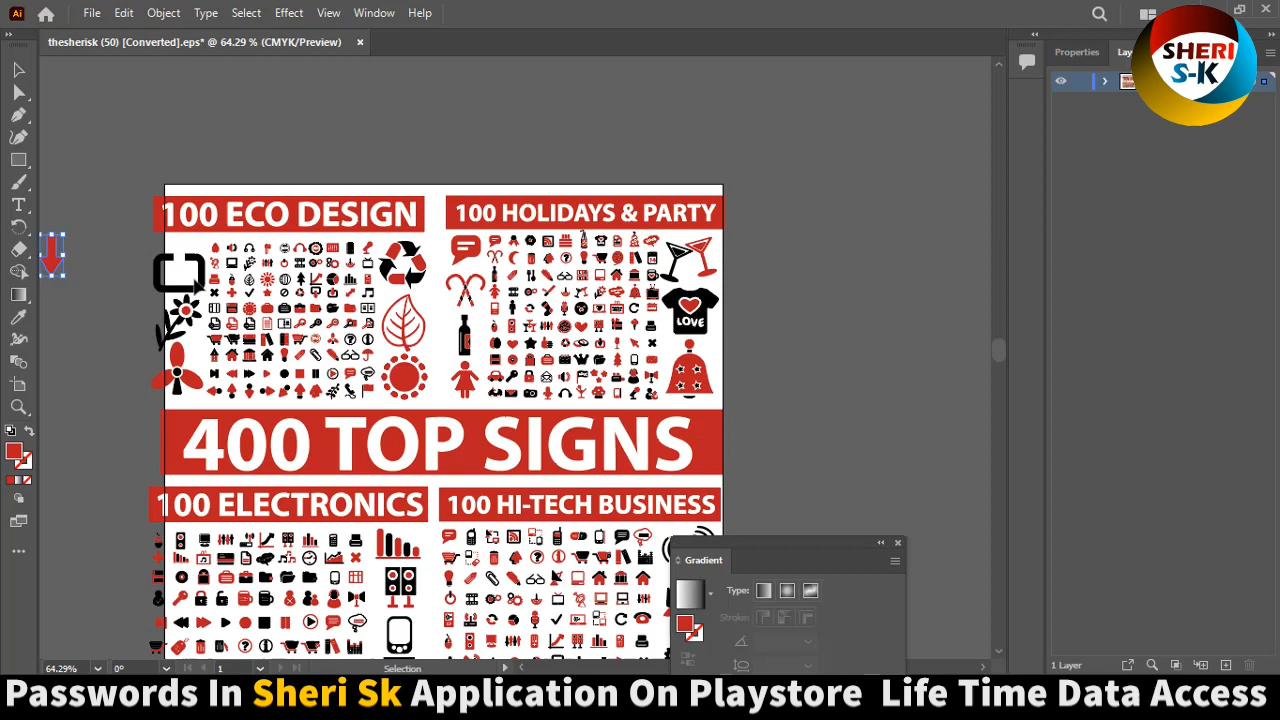 Ai File Edit Object Type Select Effect View Window Help
thesherisk (50) [Converted].eps* @ 64.29 % (CMYK/Preview) ×
Properties
Lay
SHERI
S-K
100 ECO DESIGN
100 HOLIDAYS & PARTY
LOVE
400 TOP SIGNS
100 ELECTRONICS
100 HI-TECH BUSINESS
Gradient
Type:
Stroke:
64.29% 0° 1 Selection
1 Layer
Passwords In Sheri Sk Application On Playstore Life Time Data Access